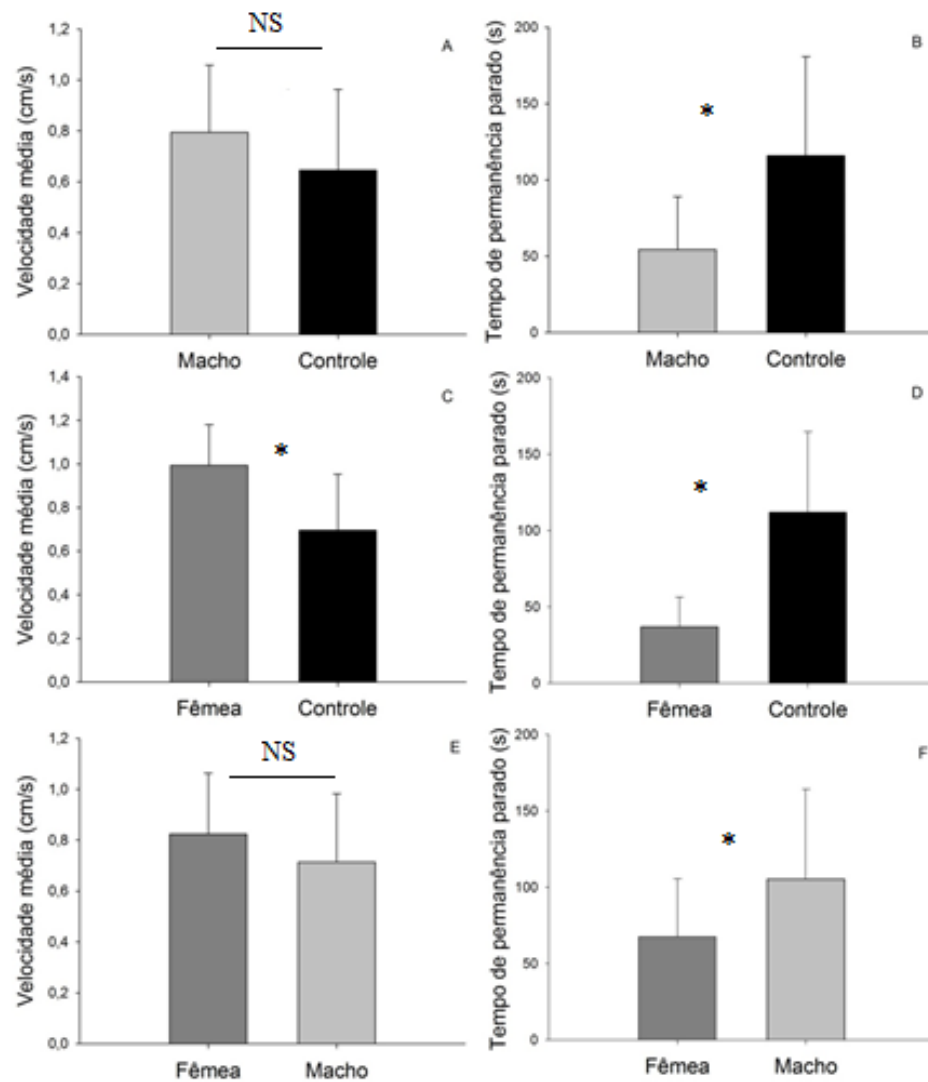 NS
A
Velocidade média (cm/s)
1,2
1,0
0,8
0,6
0,4
0,2
0,0
Macho
Controle
B
Tempo de permanência parado (s)
200
150
100
50
0
*
Macho
Controle
C
Velocidade média (cm/s)
1,4
1,2
1,0
0,8
0,6
0,4
0,2
0,0
*
Fêmea
Controle
D
Tempo de permanência parado (s)
200
150
100
50
0
*
Fêmea
Controle
NS
E
Velocidade média (cm/s)
1,2
1,0
0,8
0,6
0,4
0,2
0,0
Fêmea
Macho
F
Tempo de permanência parado (s)
200
150
100
50
0
*
Fêmea
Macho